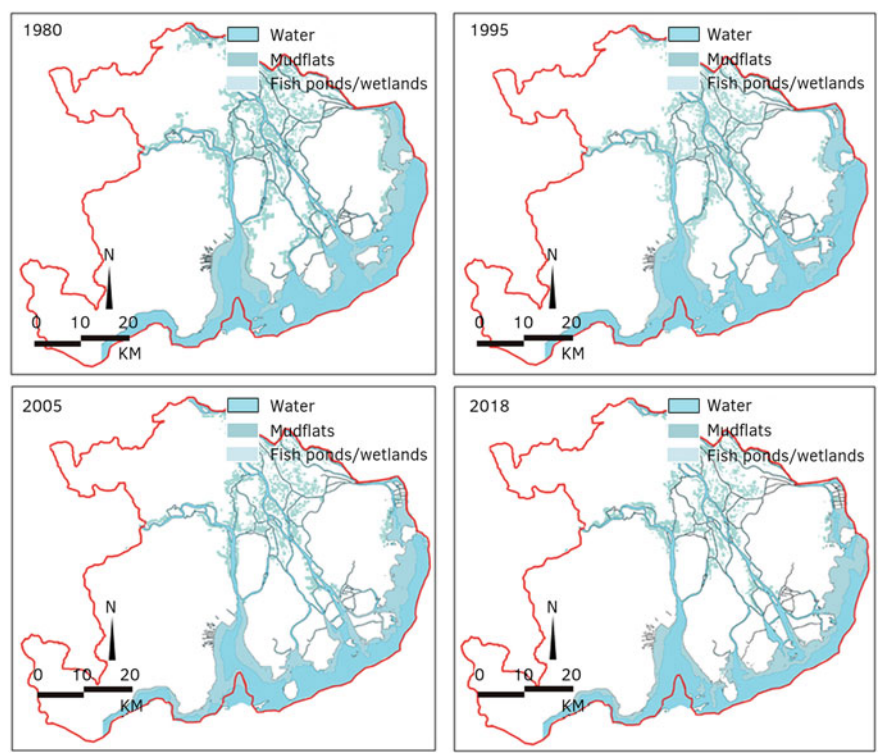 1980
Water
Mudflats
Fish ponds/wetlands
N
0 10 20
KM
1995
Water
Mudflats
Fish ponds/wetlands
N
0 10 20
KM
2005
Water
Mudflats
Fish ponds/wetlands
N
0 10 20
KM
2018
Water
Mudflats
Fish ponds/wetlands
N
0 10 20
KM